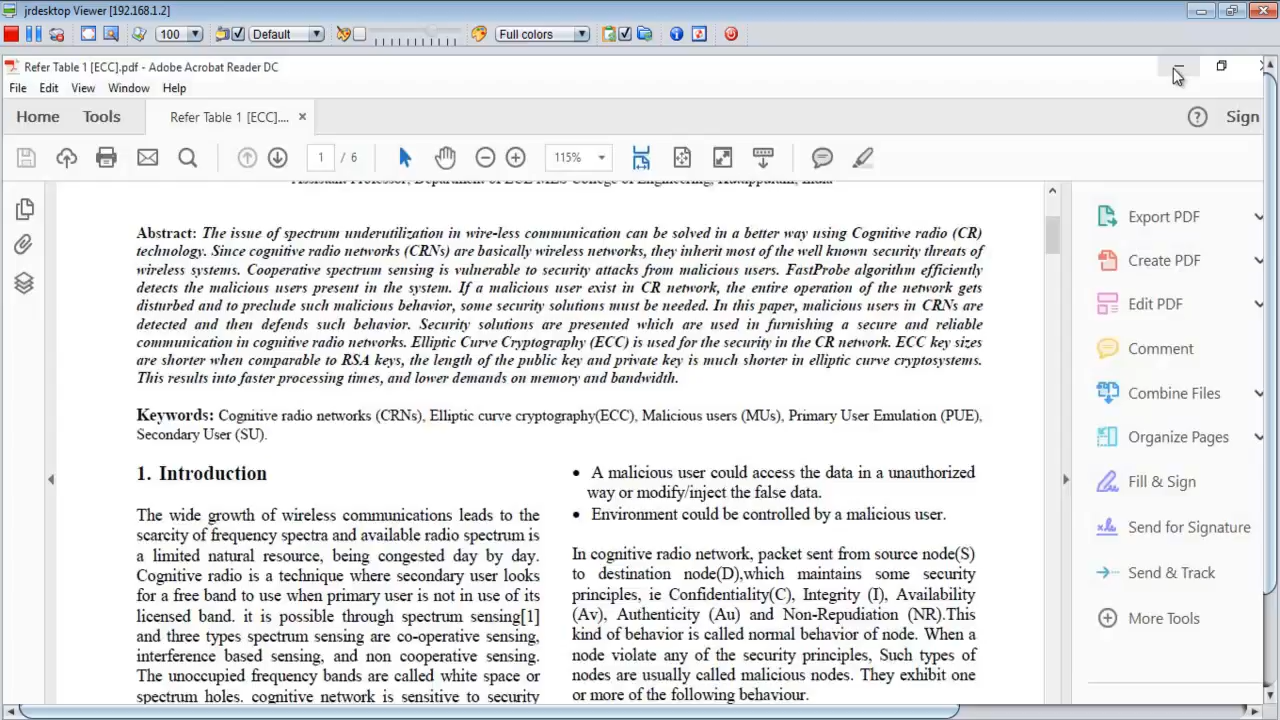 jrdesktop Viewer [192.168.1.2]
100
Default
Full colors
Refer Table 1 [ECC].pdf - Adobe Acrobat Reader DC
File Edit View Window Help
Home Tools Refer Table 1 [ECC].... Sign
1 / 6 115%
Assistant Professor, Department of ECE MES College of Engineering, Kuttippuram, India
Abstract: The issue of spectrum underutilization in wire-less communication can be solved in a better way using Cognitive radio (CR)
technology. Since cognitive radio networks (CRNs) are basically wireless networks, they inherit most of the well known security threats of
wireless systems. Cooperative spectrum sensing is vulnerable to security attacks from malicious users. FastProbe algorithm efficiently
detects the malicious users present in the system. If a malicious user exist in CR network, the entire operation of the network gets
disturbed and to preclude such malicious behavior, some security solutions must be needed. In this paper, malicious users in CRNs are
detected and then defends such behavior. Security solutions are presented which are used in furnishing a secure and reliable
communication in cognitive radio networks. Elliptic Curve Cryptography (ECC) is used for the security in the CR network. ECC key sizes
are shorter when comparable to RSA keys, the length of the public key and private key is much shorter in elliptic curve cryptosystems.
This results into faster processing times, and lower demands on memory and bandwidth.
Keywords: Cognitive radio networks (CRNs), Elliptic curve cryptography(ECC), Malicious users (MUs), Primary User Emulation (PUE),
Secondary User (SU).
1. Introduction
The wide growth of wireless communications leads to the
scarcity of frequency spectra and available radio spectrum is
a limited natural resource, being congested day by day.
Cognitive radio is a technique where secondary user looks
for a free band to use when primary user is not in use of its
licensed band. it is possible through spectrum sensing[1]
and three types spectrum sensing are co-operative sensing,
interference based sensing, and non cooperative sensing.
The unoccupied frequency bands are called white space or
spectrum holes. cognitive network is sensitive to security
• A malicious user could access the data in a unauthorized
way or modify/inject the false data.
• Environment could be controlled by a malicious user.
In cognitive radio network, packet sent from source node(S)
to destination node(D),which maintains some security
principles, ie Confidentiality(C), Integrity (I), Availability
(Av), Authenticity (Au) and Non-Repudiation (NR).This
kind of behavior is called normal behavior of node. When a
node violate any of the security principles, Such types of
nodes are usually called malicious nodes. They exhibit one
or more of the following behaviour.
Export PDF
Create PDF
Edit PDF
Comment
Combine Files
Organize Pages
Fill & Sign
Send for Signature
Send & Track
More Tools